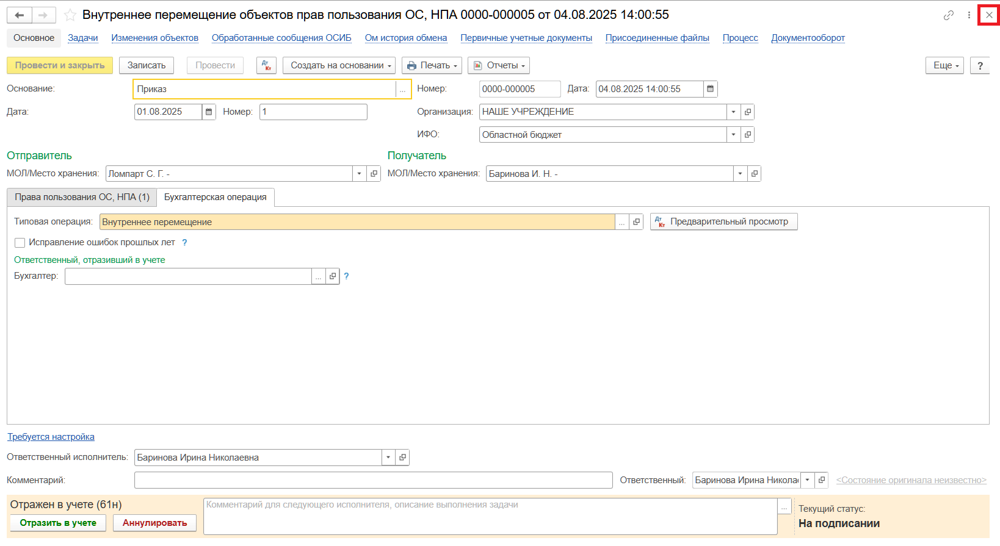 Внутреннее перемещение объектов прав пользования ОС, НПА 0000-000005 от 04.08.2025 14:00:55
Основное Задачи Изменения объектов Обработанные сообщения ОСИБ Ом история обмена Первичные учетные документы Присоединенные файлы Процесс Документооборот
Провести и закрыть Записать Провести Дт Кт Создать на основании Печать Отчеты Еще ?
Основание: Приказ ... Номер: 0000-000005 Дата: 04.08.2025 14:00:55
Дата: 01.08.2025 Номер: 1 Организация: НАШЕ УЧРЕЖДЕНИЕ
ИФО: Областной бюджет
Отправитель Получатель
МОЛ/Место хранения: Ломпарт С. Г. - МОЛ/Место хранения: Баринова И. Н. -
Права пользования ОС, НПА (1) Бухгалтерская операция
Типовая операция: Внутреннее перемещение ... Дт Кт Предварительный просмотр
Исправление ошибок прошлых лет ?
Ответственный, отразивший в учете
Бухгалтер: ... ?
Требуется настройка
Ответственный исполнитель: Баринова Ирина Николаевна
Комментарий: Ответственный: Баринова Ирина Никола <Состояние оригинала неизвестно>
Отражен в учете (61н) Комментарий для следующего исполнителя, описание выполнения задачи ... Текущий статус:
Отразить в учете Аннулировать На подписании